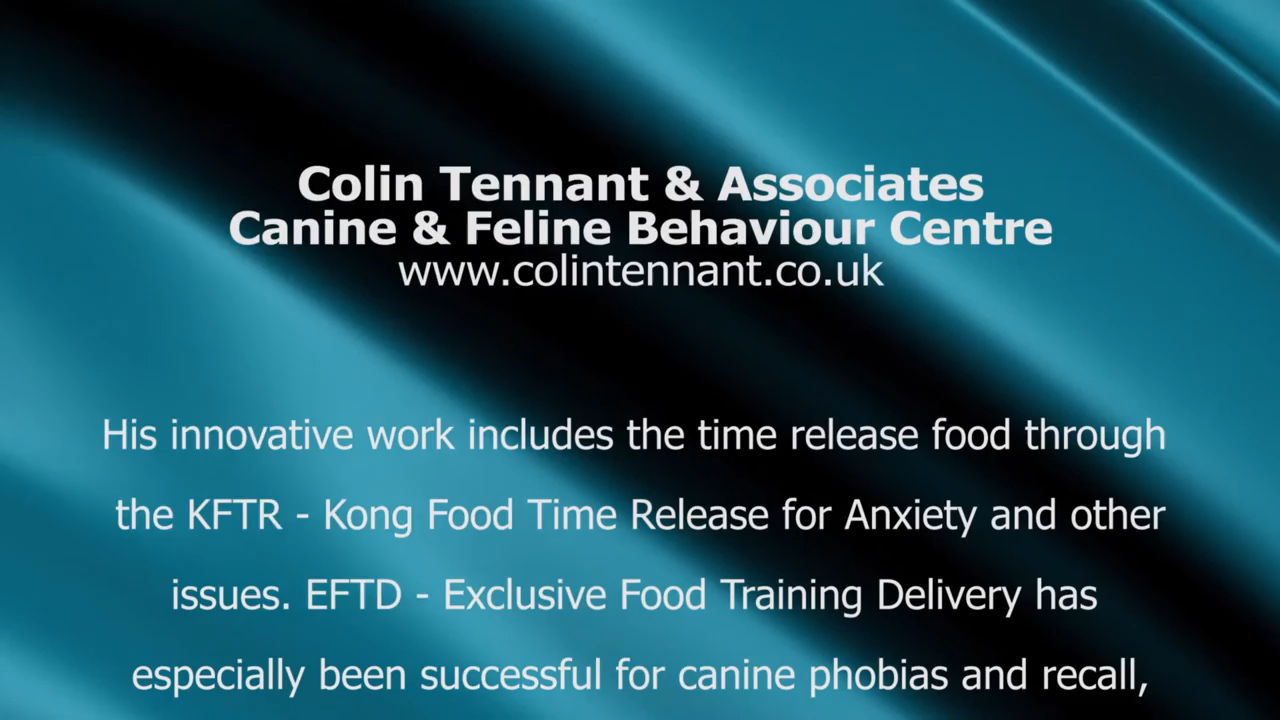 Colin Tennant & Associates
Canine & Feline Behaviour Centre
www.colintennant.co.uk
His innovative work includes the time release food through
the KFTR - Kong Food Time Release for Anxiety and other
issues. EFTD - Exclusive Food Training Delivery has
especially been successful for canine phobias and recall,